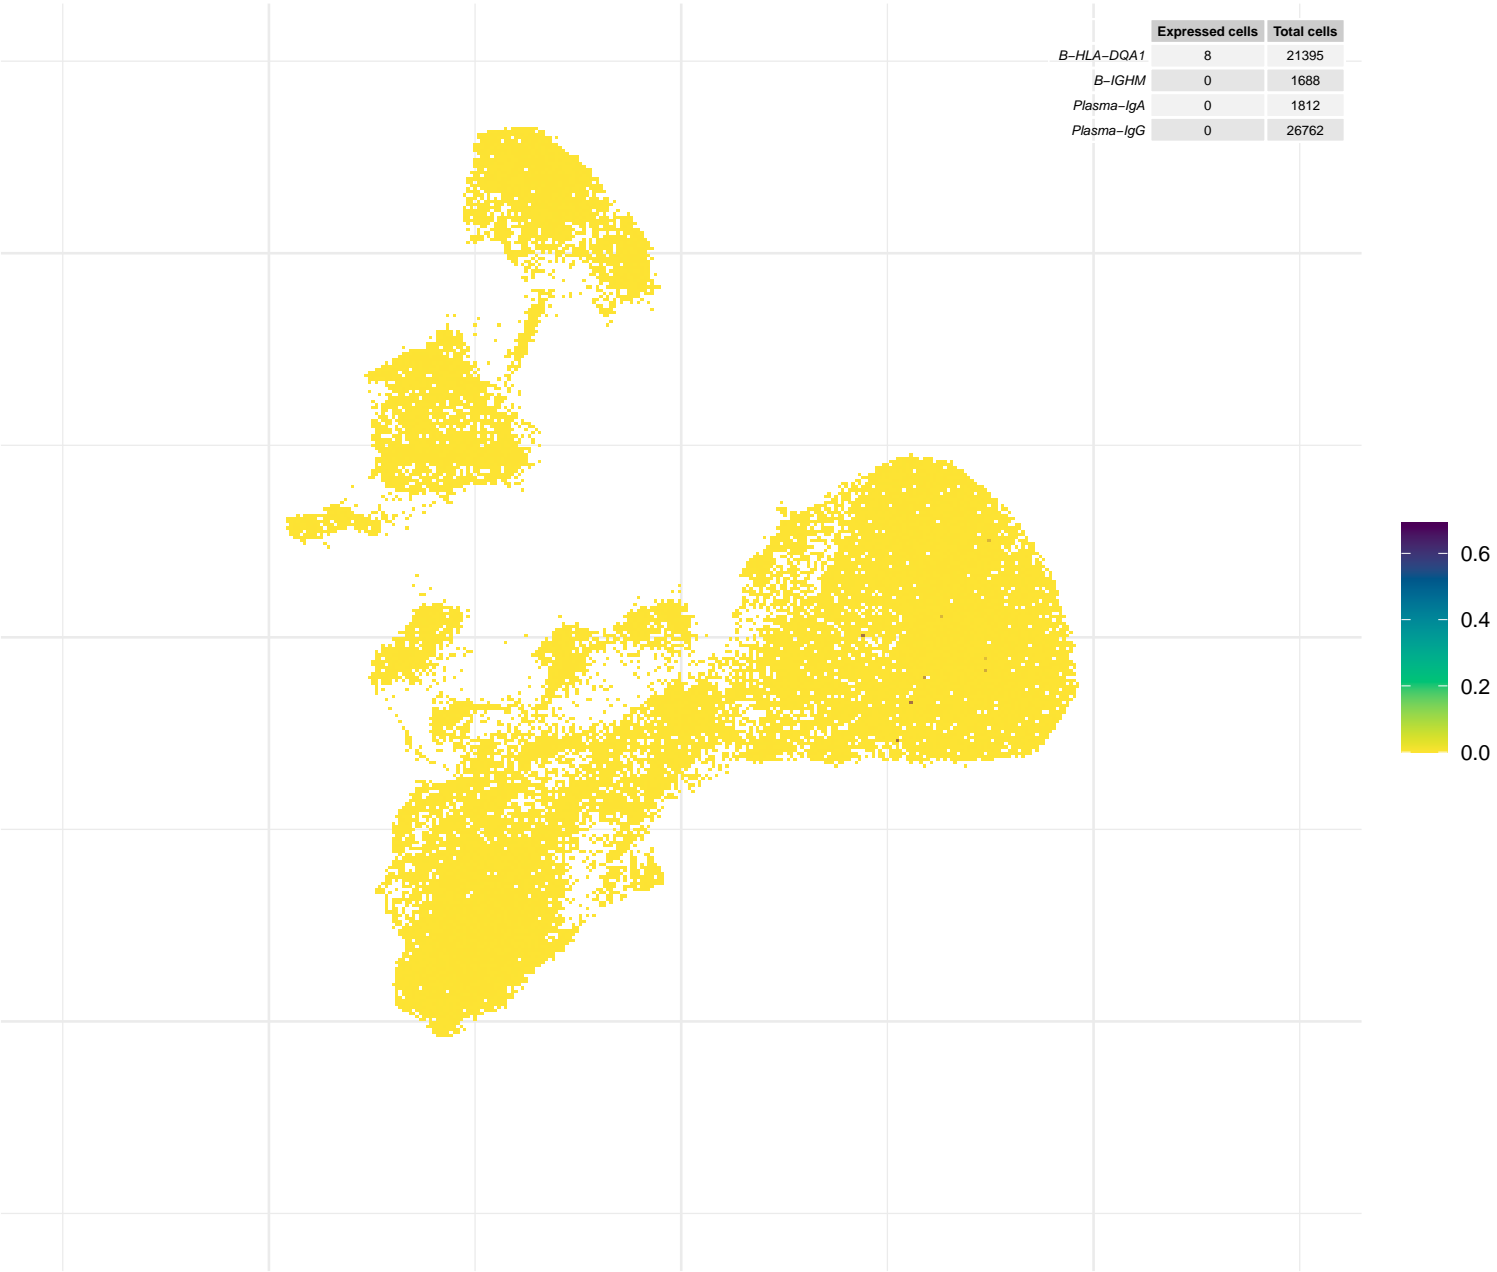 Expressed cells Total cells
B–HLA–DQA1 8 21395
B–IGHM 0 1688
Plasma–IgA 0 1812
Plasma–IgG 0 26762
0.6
0.4
0.2
0.0